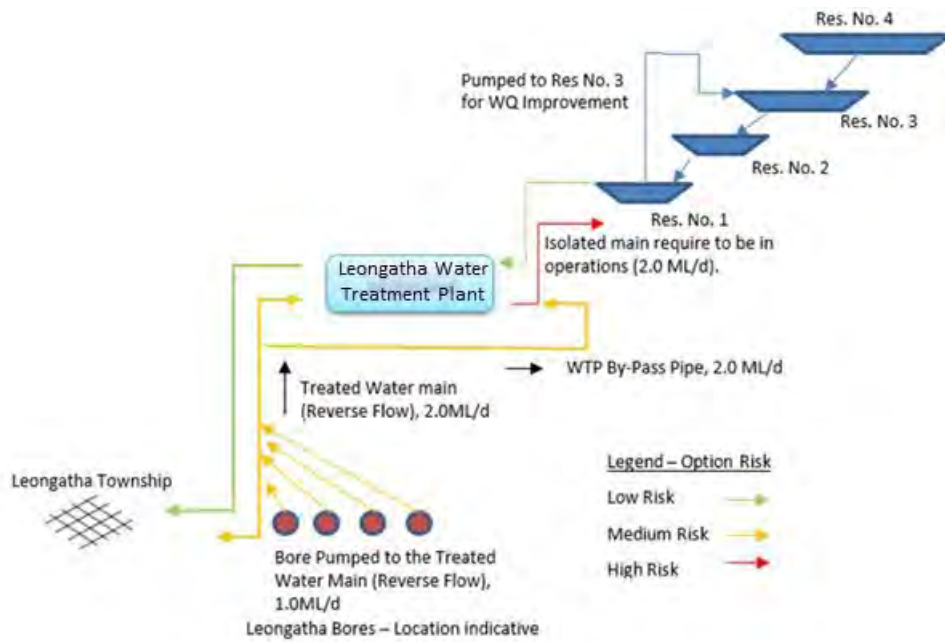 Res. No. 4
Pumped to Res No. 3
for WQ Improvement
Res. No. 3
Res. No. 2
Res. No. 1
Isolated main require to be in
operations (2.0 ML/d).
Leongatha Water
Treatment Plant
WTP By-Pass Pipe, 2.0 ML/d
Treated Water main
(Reverse Flow), 2.0ML/d
Leongatha Township
Legend – Option Risk
Low Risk
Medium Risk
High Risk
Bore Pumped to the Treated
Water Main (Reverse Flow),
1.0ML/d
Leongatha Bores – Location indicative